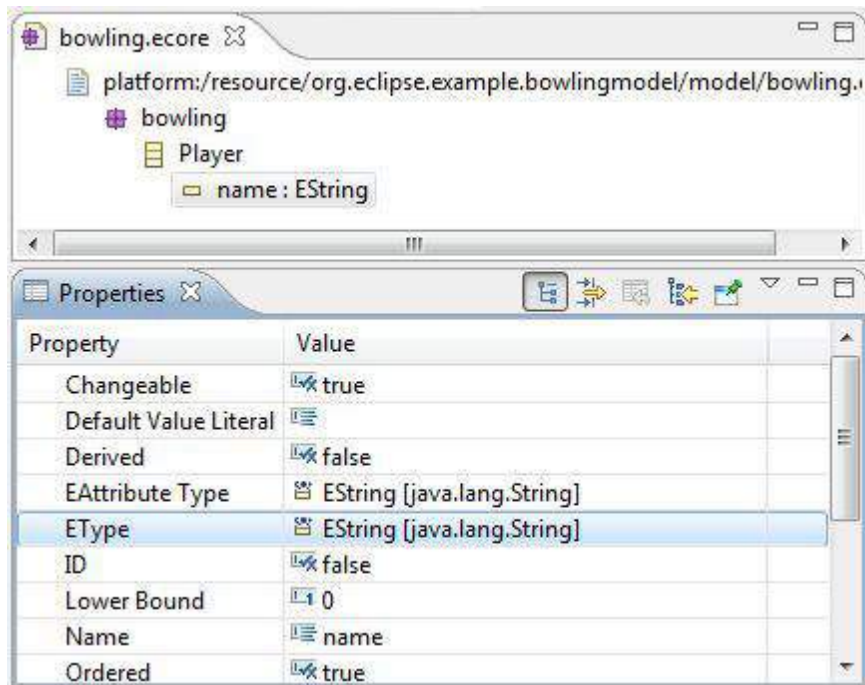 bowling.ecore
platform:/resource/org.eclipse.example.bowlingmodel/model/bowling.
bowling
Player
name : EString
Properties
Property Value
Changeable true
Default Value Literal
Derived false
EAttribute Type EString [java.lang.String]
EType EString [java.lang.String]
ID false
Lower Bound 0
Name name
Ordered true